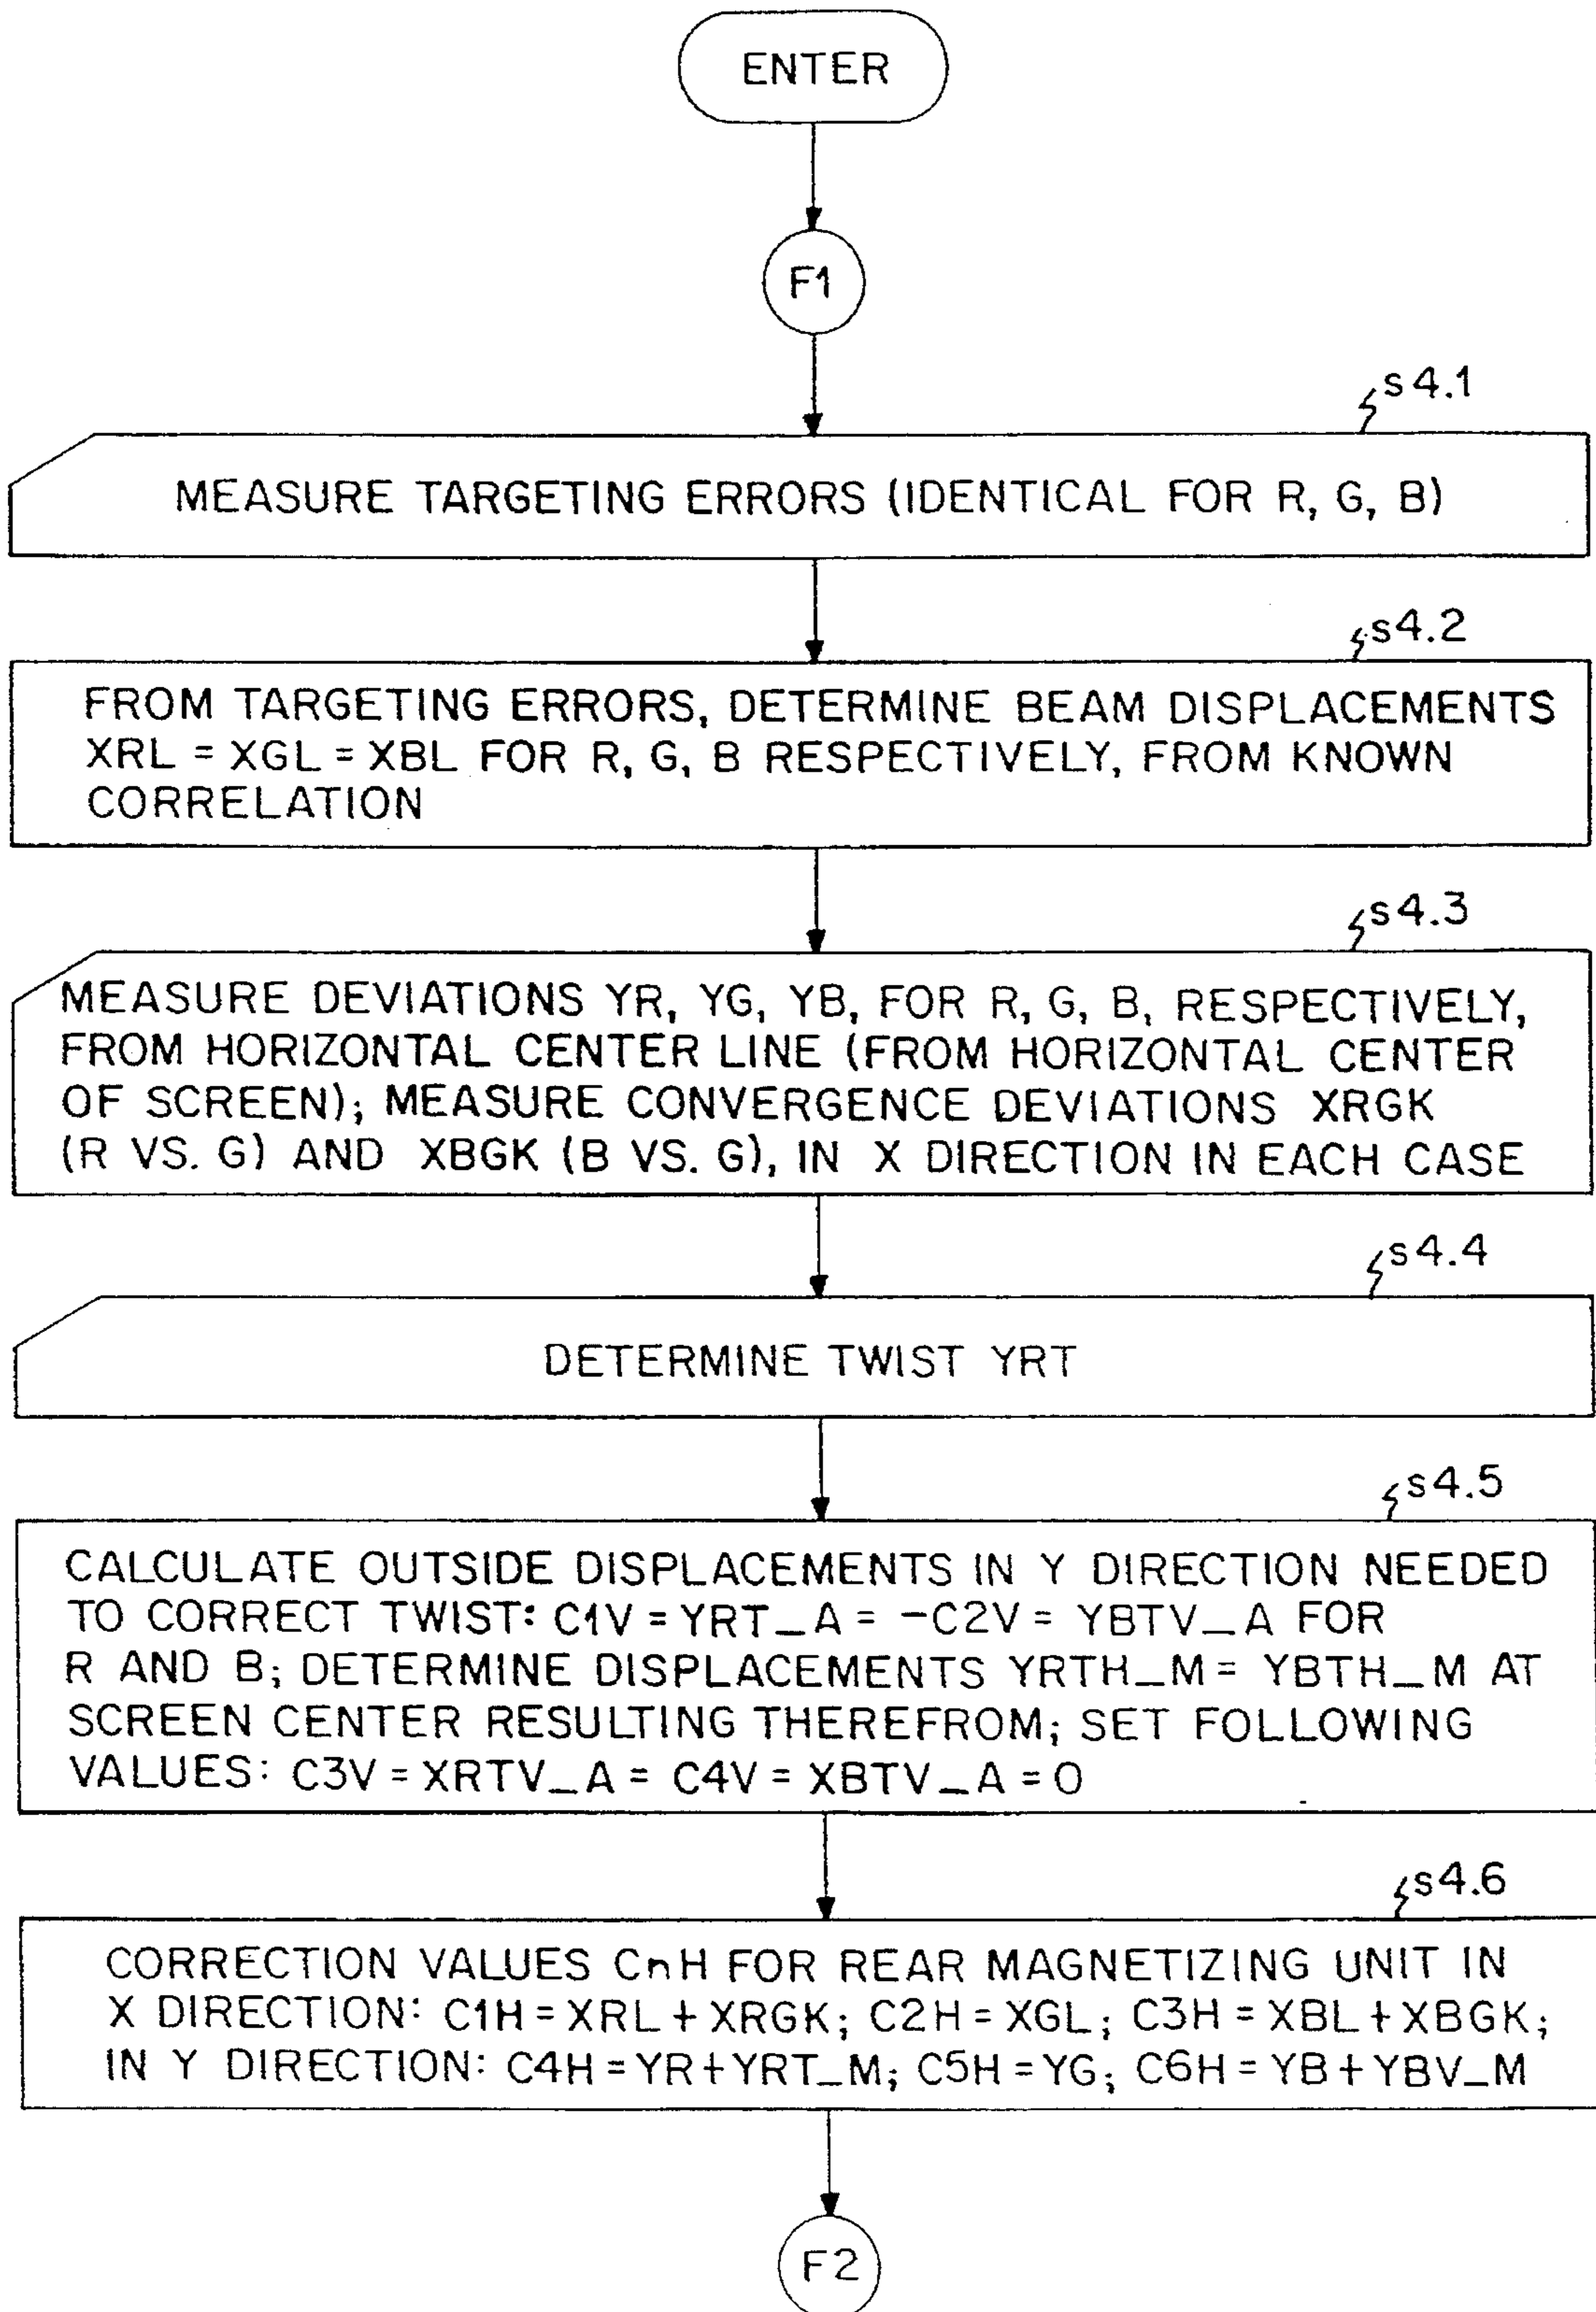 ENTER
F1
s4.1
MEASURE TARGETING ERRORS (IDENTICAL FOR R, G, B)
s4.2
FROM TARGETING ERRORS, DETERMINE BEAM DISPLACEMENTS
XRL = XGL = XBL FOR R, G, B RESPECTIVELY, FROM KNOWN
CORRELATION
s4.3
MEASURE DEVIATIONS YR, YG, YB, FOR R, G, B, RESPECTIVELY,
FROM HORIZONTAL CENTER LINE (FROM HORIZONTAL CENTER
OF SCREEN); MEASURE CONVERGENCE DEVIATIONS XRGK
(R VS. G) AND XBGK (B VS. G), IN X DIRECTION IN EACH CASE
s4.4
DETERMINE TWIST YRT
s4.5
CALCULATE OUTSIDE DISPLACEMENTS IN Y DIRECTION NEEDED
TO CORRECT TWIST: C1V = YRT_A = -C2V = YBTV_A FOR
R AND B; DETERMINE DISPLACEMENTS YRTH_M = YBTH_M AT
SCREEN CENTER RESULTING THEREFROM; SET FOLLOWING
VALUES: C3V = XRTV_A = C4V = XBTV_A = 0
s4.6
CORRECTION VALUES CnH FOR REAR MAGNETIZING UNIT IN
X DIRECTION: C1H = XRL + XRGK; C2H = XGL; C3H = XBL + XBGK;
IN Y DIRECTION: C4H = YR + YRT_M; C5H = YG; C6H = YB + YBV_M
F2